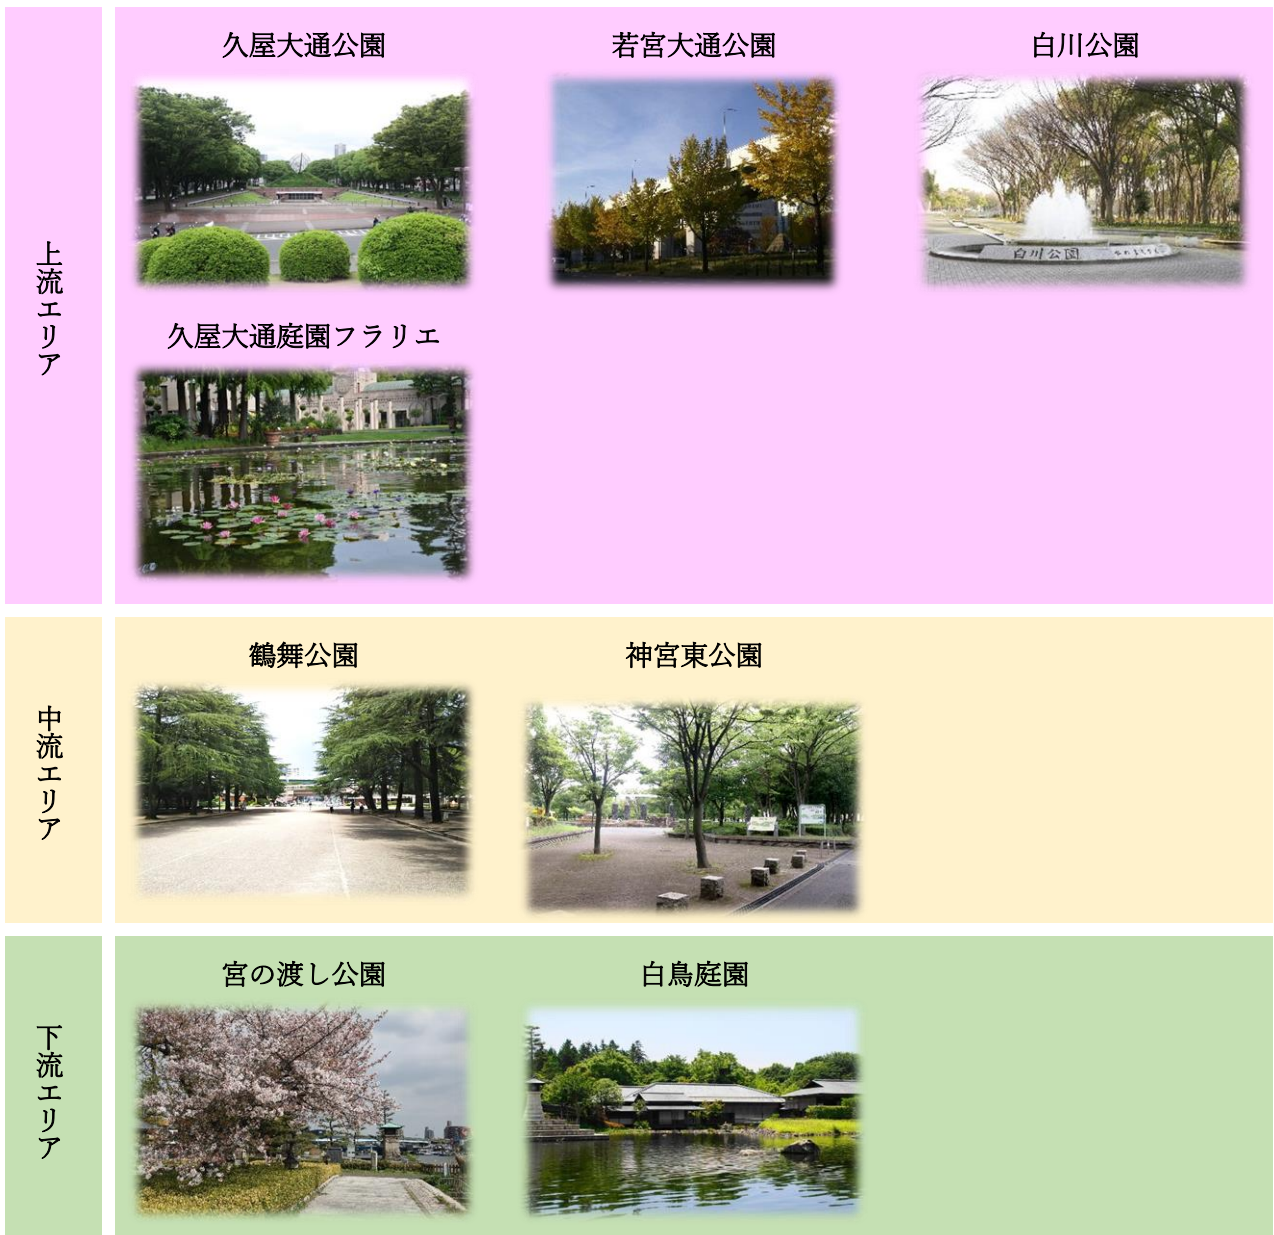 上流エリア
久屋大通公園
若宮大通公園
白川公園
白川公園
久屋大通庭園フラリエ
中流エリア
鶴舞公園
神宮東公園
下流エリア
宮の渡し公園
白鳥庭園